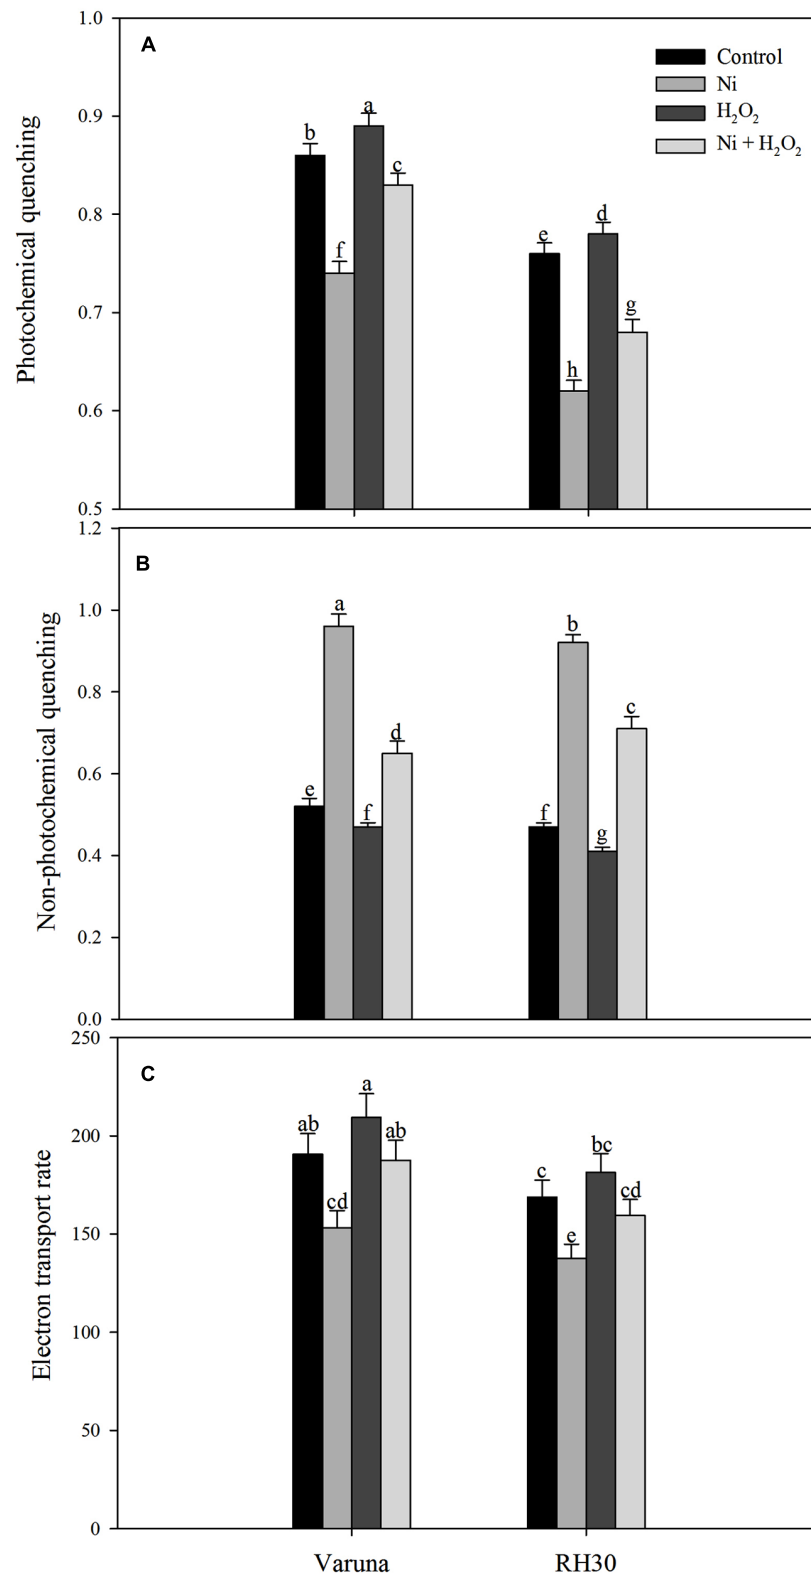 1.0
A
Control
Ni
H₂O₂
Ni + H₂O₂
0.9
0.8
0.7
0.6
0.5
Photochemical quenching
b
f
a
c
e
h
d
g
1.2
B
1.0
0.8
0.6
0.4
0.2
0.0
Non-photochemical quenching
e
a
f
d
f
b
g
c
250
C
200
150
100
50
0
Electron transport rate
ab
cd
a
ab
c
e
bc
cd
Varuna
RH30